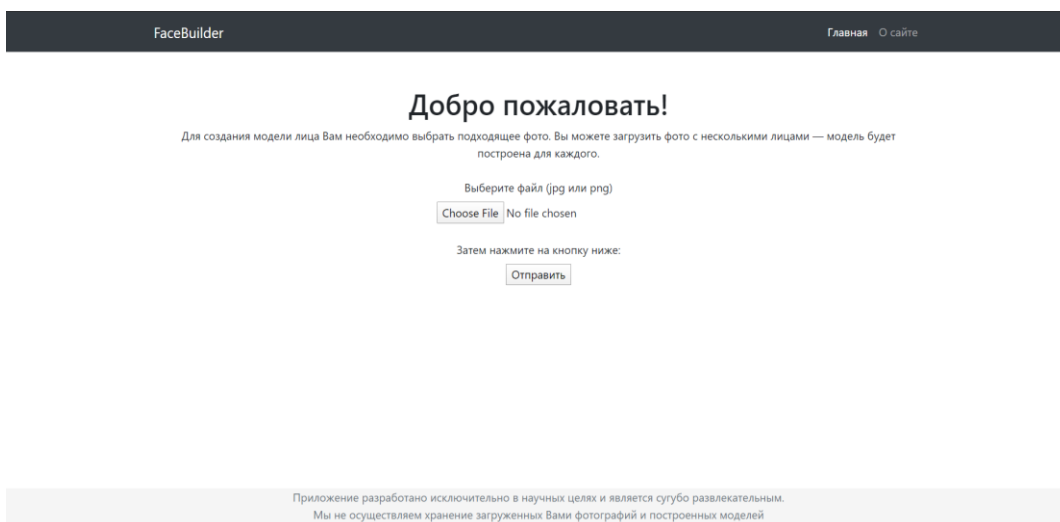 FaceBuilder
Главная О сайте
Добро пожаловать!
Для создания модели лица Вам необходимо выбрать подходящее фото. Вы можете загрузить фото с несколькими лицами — модель будет
построена для каждого.
Выберите файл (jpg или png)
Choose File No file chosen
Затем нажмите на кнопку ниже:
Отправить
Приложение разработано исключительно в научных целях и является сугубо развлекательным.
Мы не осуществляем хранение загруженных Вами фотографий и построенных моделей